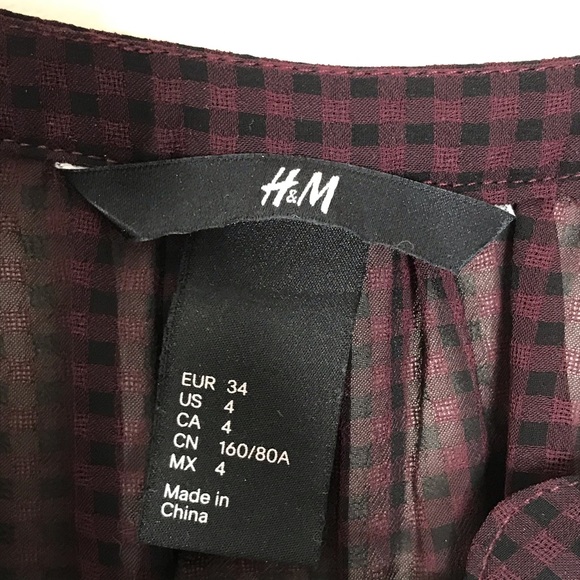 H&M
EUR 34
US 4
CA 4
CN 160/80A
MX 4
Made in
China